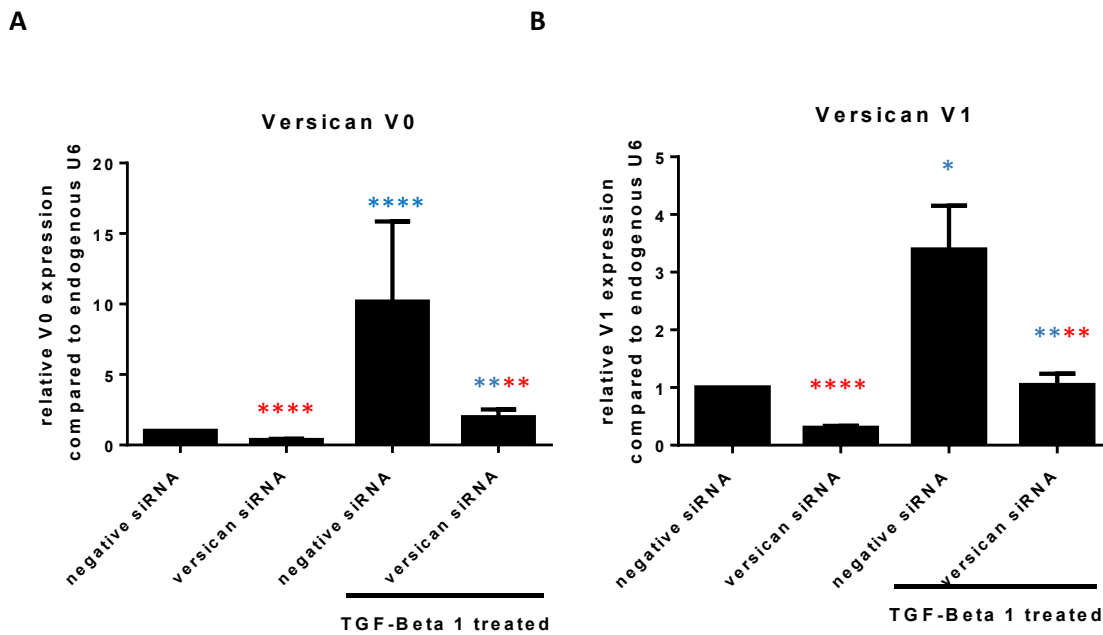 A
B
Versican V0
relative V0 expression
compared to endogenous U6
20
15
10
5
0
****
****
****
negative siRNA
versican siRNA
negative siRNA
versican siRNA
TGF-Beta 1 treated
Versican V1
relative V1 expression
compared to endogenous U6
5
4
3
2
1
0
****
*
****
negative siRNA
versican siRNA
negative siRNA
versican siRNA
TGF-Beta 1 treated